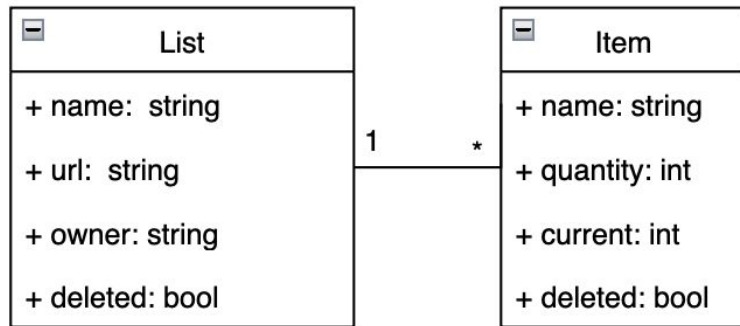 List
+ name: string
+ url: string
+ owner: string
+ deleted: bool
1 *
Item
+ name: string
+ quantity: int
+ current: int
+ deleted: bool